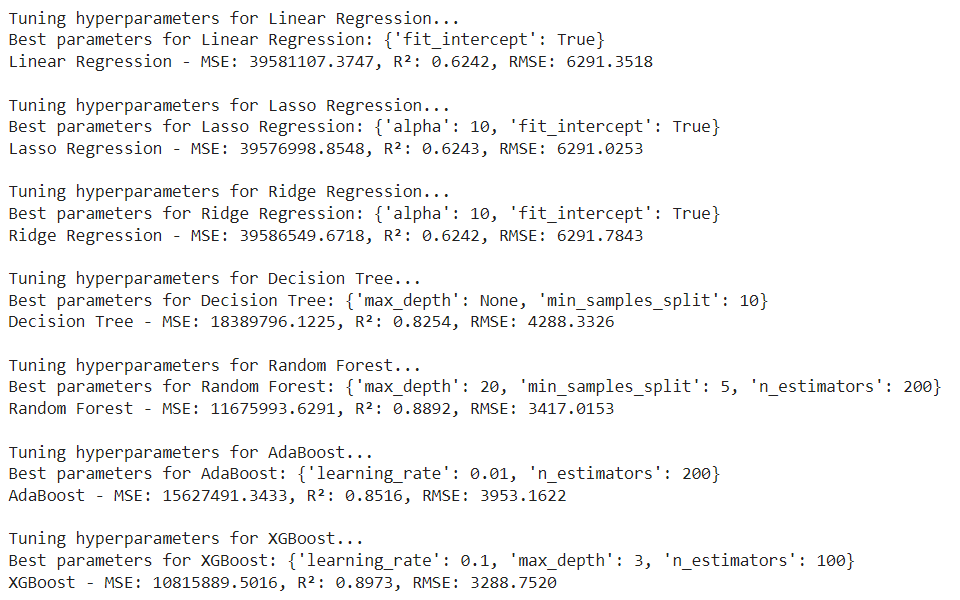 Tuning hyperparameters for Linear Regression...
Best parameters for Linear Regression: {'fit_intercept': True}
Linear Regression - MSE: 39581107.3747, R²: 0.6242, RMSE: 6291.3518
Tuning hyperparameters for Lasso Regression...
Best parameters for Lasso Regression: {'alpha': 10, 'fit_intercept': True}
Lasso Regression - MSE: 39576998.8548, R²: 0.6243, RMSE: 6291.0253
Tuning hyperparameters for Ridge Regression...
Best parameters for Ridge Regression: {'alpha': 10, 'fit_intercept': True}
Ridge Regression - MSE: 39586549.6718, R²: 0.6242, RMSE: 6291.7843
Tuning hyperparameters for Decision Tree...
Best parameters for Decision Tree: {'max_depth': None, 'min_samples_split': 10}
Decision Tree - MSE: 18389796.1225, R²: 0.8254, RMSE: 4288.3326
Tuning hyperparameters for Random Forest...
Best parameters for Random Forest: {'max_depth': 20, 'min_samples_split': 5, 'n_estimators': 200}
Random Forest - MSE: 11675993.6291, R²: 0.8892, RMSE: 3417.0153
Tuning hyperparameters for AdaBoost...
Best parameters for AdaBoost: {'learning_rate': 0.01, 'n_estimators': 200}
AdaBoost - MSE: 15627491.3433, R²: 0.8516, RMSE: 3953.1622
Tuning hyperparameters for XGBoost...
Best parameters for XGBoost: {'learning_rate': 0.1, 'max_depth': 3, 'n_estimators': 100}
XGBoost - MSE: 10815889.5016, R²: 0.8973, RMSE: 3288.7520